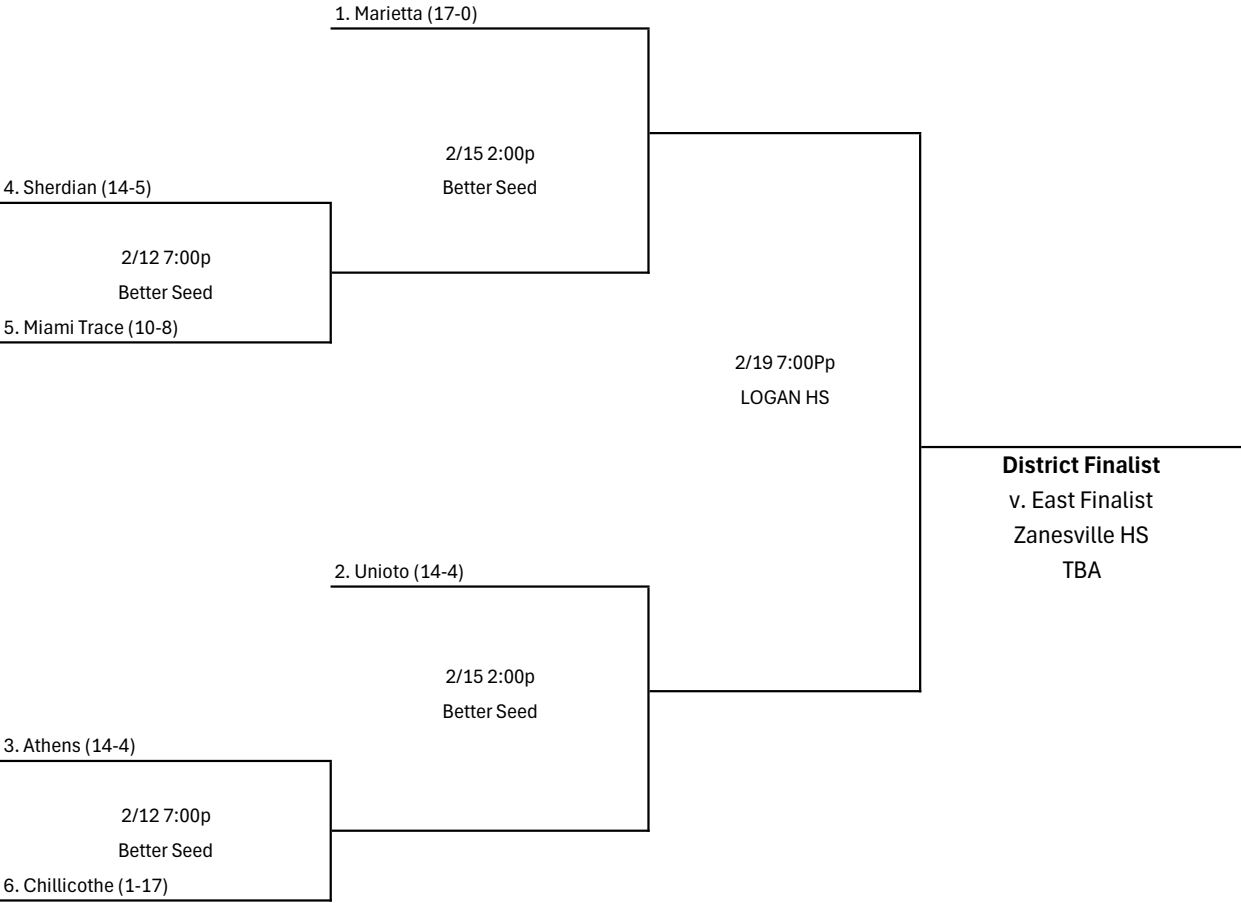 1. Marietta (17-0)
2/15 2:00p
Better Seed
4. Sherdian (14-5)
2/12 7:00p
Better Seed
5. Miami Trace (10-8)
2/19 7:00Pp
LOGAN HS
District Finalist
v. East Finalist
Zanesville HS
TBA
2. Unioto (14-4)
2/15 2:00p
Better Seed
3. Athens (14-4)
2/12 7:00p
Better Seed
6. Chillicothe (1-17)